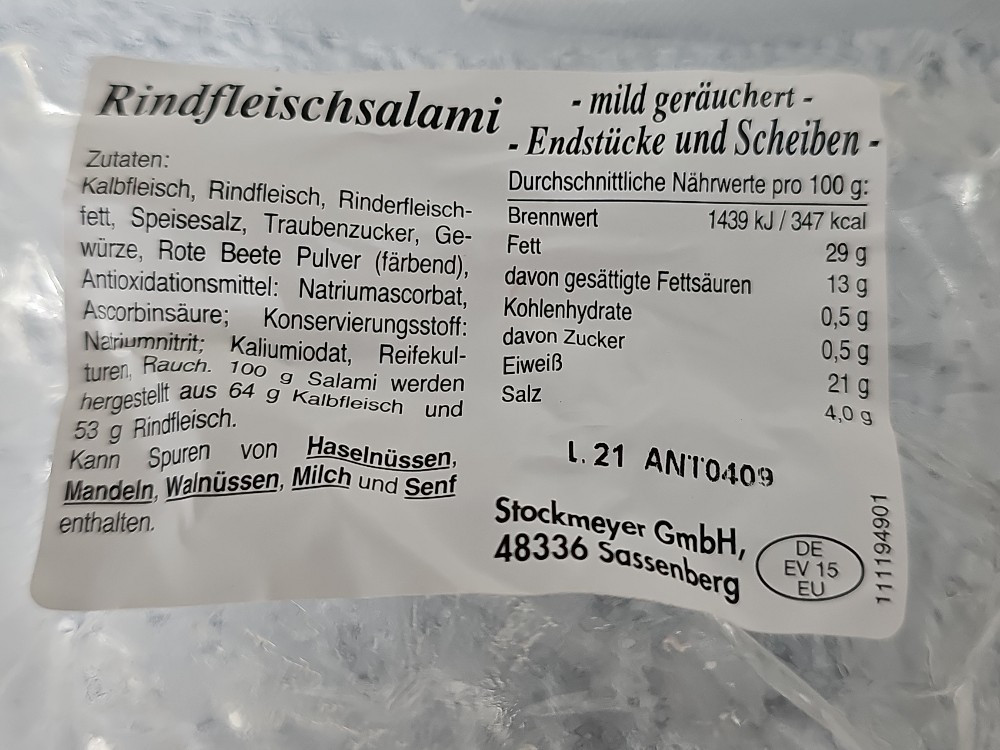 Rindfleischsalami
Zutaten:
Kalbfleisch, Rindfleisch, Rinderfleisch-
fett, Speisesalz, Traubenzucker, Ge-
würze, Rote Beete Pulver (färbend),
Antioxidationsmittel: Natriumascorbat,
Ascorbinsäure; Konservierungsstoff:
Natriumnitrit; Kaliumiodat, Reifekul-
turen, Rauch. 100 g Salami werden
hergestellt aus 64 g Kalbfleisch und
53 g Rindfleisch.
Kann Spuren von Haselnüssen,
Mandeln, Walnüssen, Milch und Senf
enthalten.
- mild geräuchert -
- Endstücke und Scheiben -
Durchschnittliche Nährwerte pro 100 g:
Brennwert 1439 kJ / 347 kcal
Fett 29 g
davon gesättigte Fettsäuren 13 g
Kohlenhydrate 0,5 g
davon Zucker 0,5 g
Eiweiß 21 g
Salz 4,0 g
L. 21 ANT0409
Stockmeyer GmbH,
48336 Sassenberg
DE
EV 15
EU
111194901